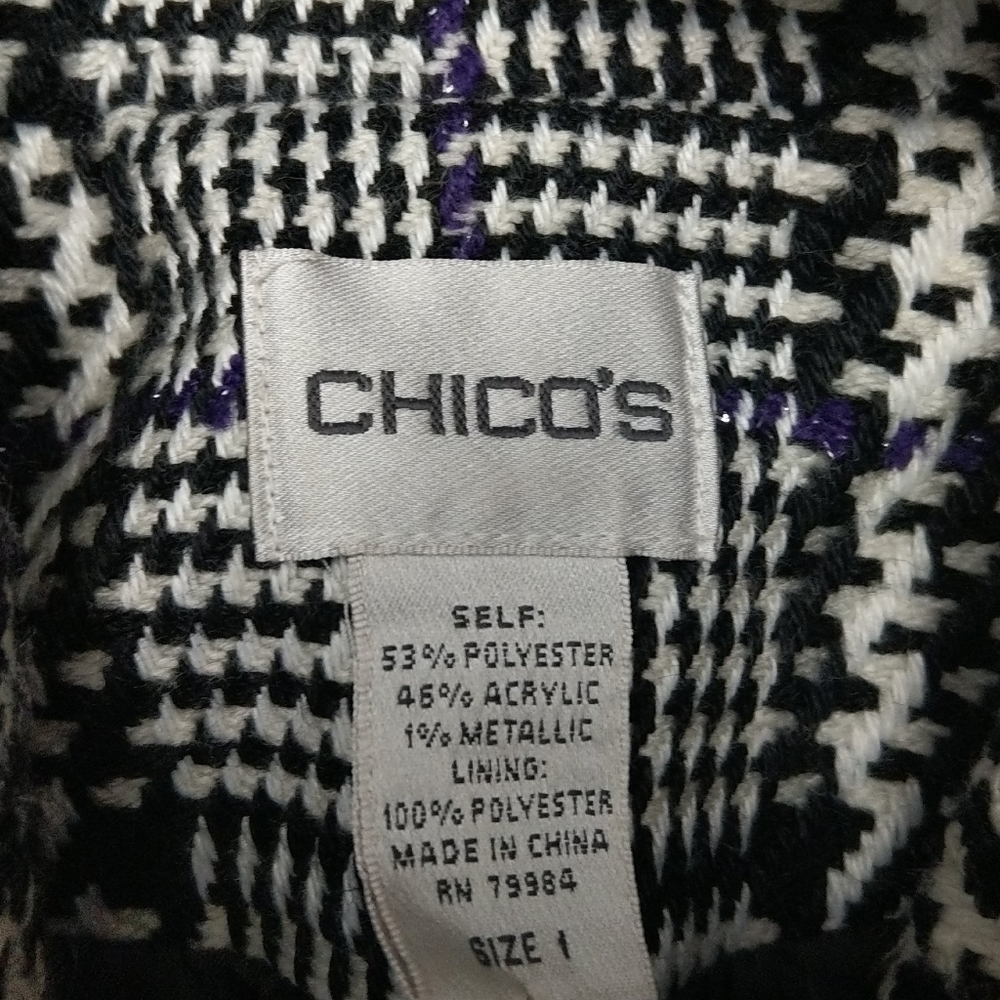 CHICO'S
SELF:
53% POLYESTER
46% ACRYLIC
1% METALLIC
LINING:
100% POLYESTER
MADE IN CHINA
RN 79984
SIZE 1